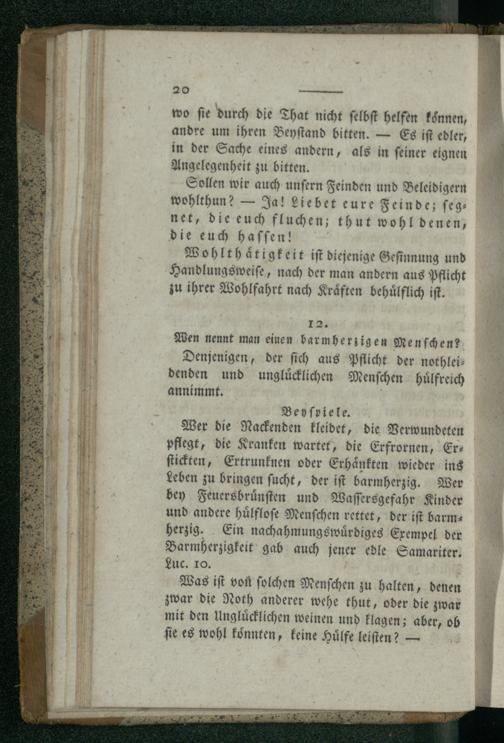 20
wo sie durch die That nicht selbst helfen können,
andre um ihren Beystand bitten. — Es ist edler,
in der Sache eines andern, als in seiner eignen
Angelegenheit zu bitten.
Sollen wir auch unsern Feinden und Beleidigern
wohlthun? — Ja! Liebet eure Feinde; seg-
net, die euch fluchen; thut wohl denen,
die euch hassen!
Wohlthätigkeit ist diejenige Gesinnung und
Handlungsweise, nach der man andern aus Pflicht
zu ihrer Wohlfahrt nach Kräften behülflich ist.
12.
Wen nennt man einen barmherzigen Menschen?
Denjenigen, der sich aus Pflicht der nothlei-
denden und unglücklichen Menschen hülfreich
annimmt.
Beyspiele.
Wer die Nackenden kleidet, die Verwundeten
pflegt, die Kranken wartet, die Erfrornen, Er-
stickten, Ertrunknen oder Erhänkten wieder ins
Leben zu bringen sucht, der ist barmherzig. Wer
bey Feuersbrünsten und Wassersgefahr Kinder
und andere hülflose Menschen rettet, der ist barm-
herzig. Ein nachahmungswürdiges Exempel der
Barmherzigkeit gab auch jener edle Samariter.
Luc. 10.
Was ist von solchen Menschen zu halten, denen
zwar die Noth anderer wehe thut, oder die zwar
mit den Unglücklichen weinen und klagen; aber, ob
sie es wohl könnten, keine Hülfe leisten? —